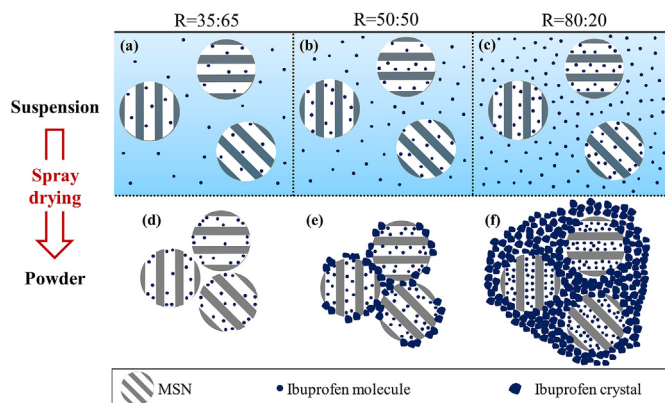 R=35:65 R=50:50 R=80:20
(a) (b) (c)
Suspension
Spray
drying
(d) (e) (f)
Powder
MSN Ibuprofen molecule Ibuprofen crystal